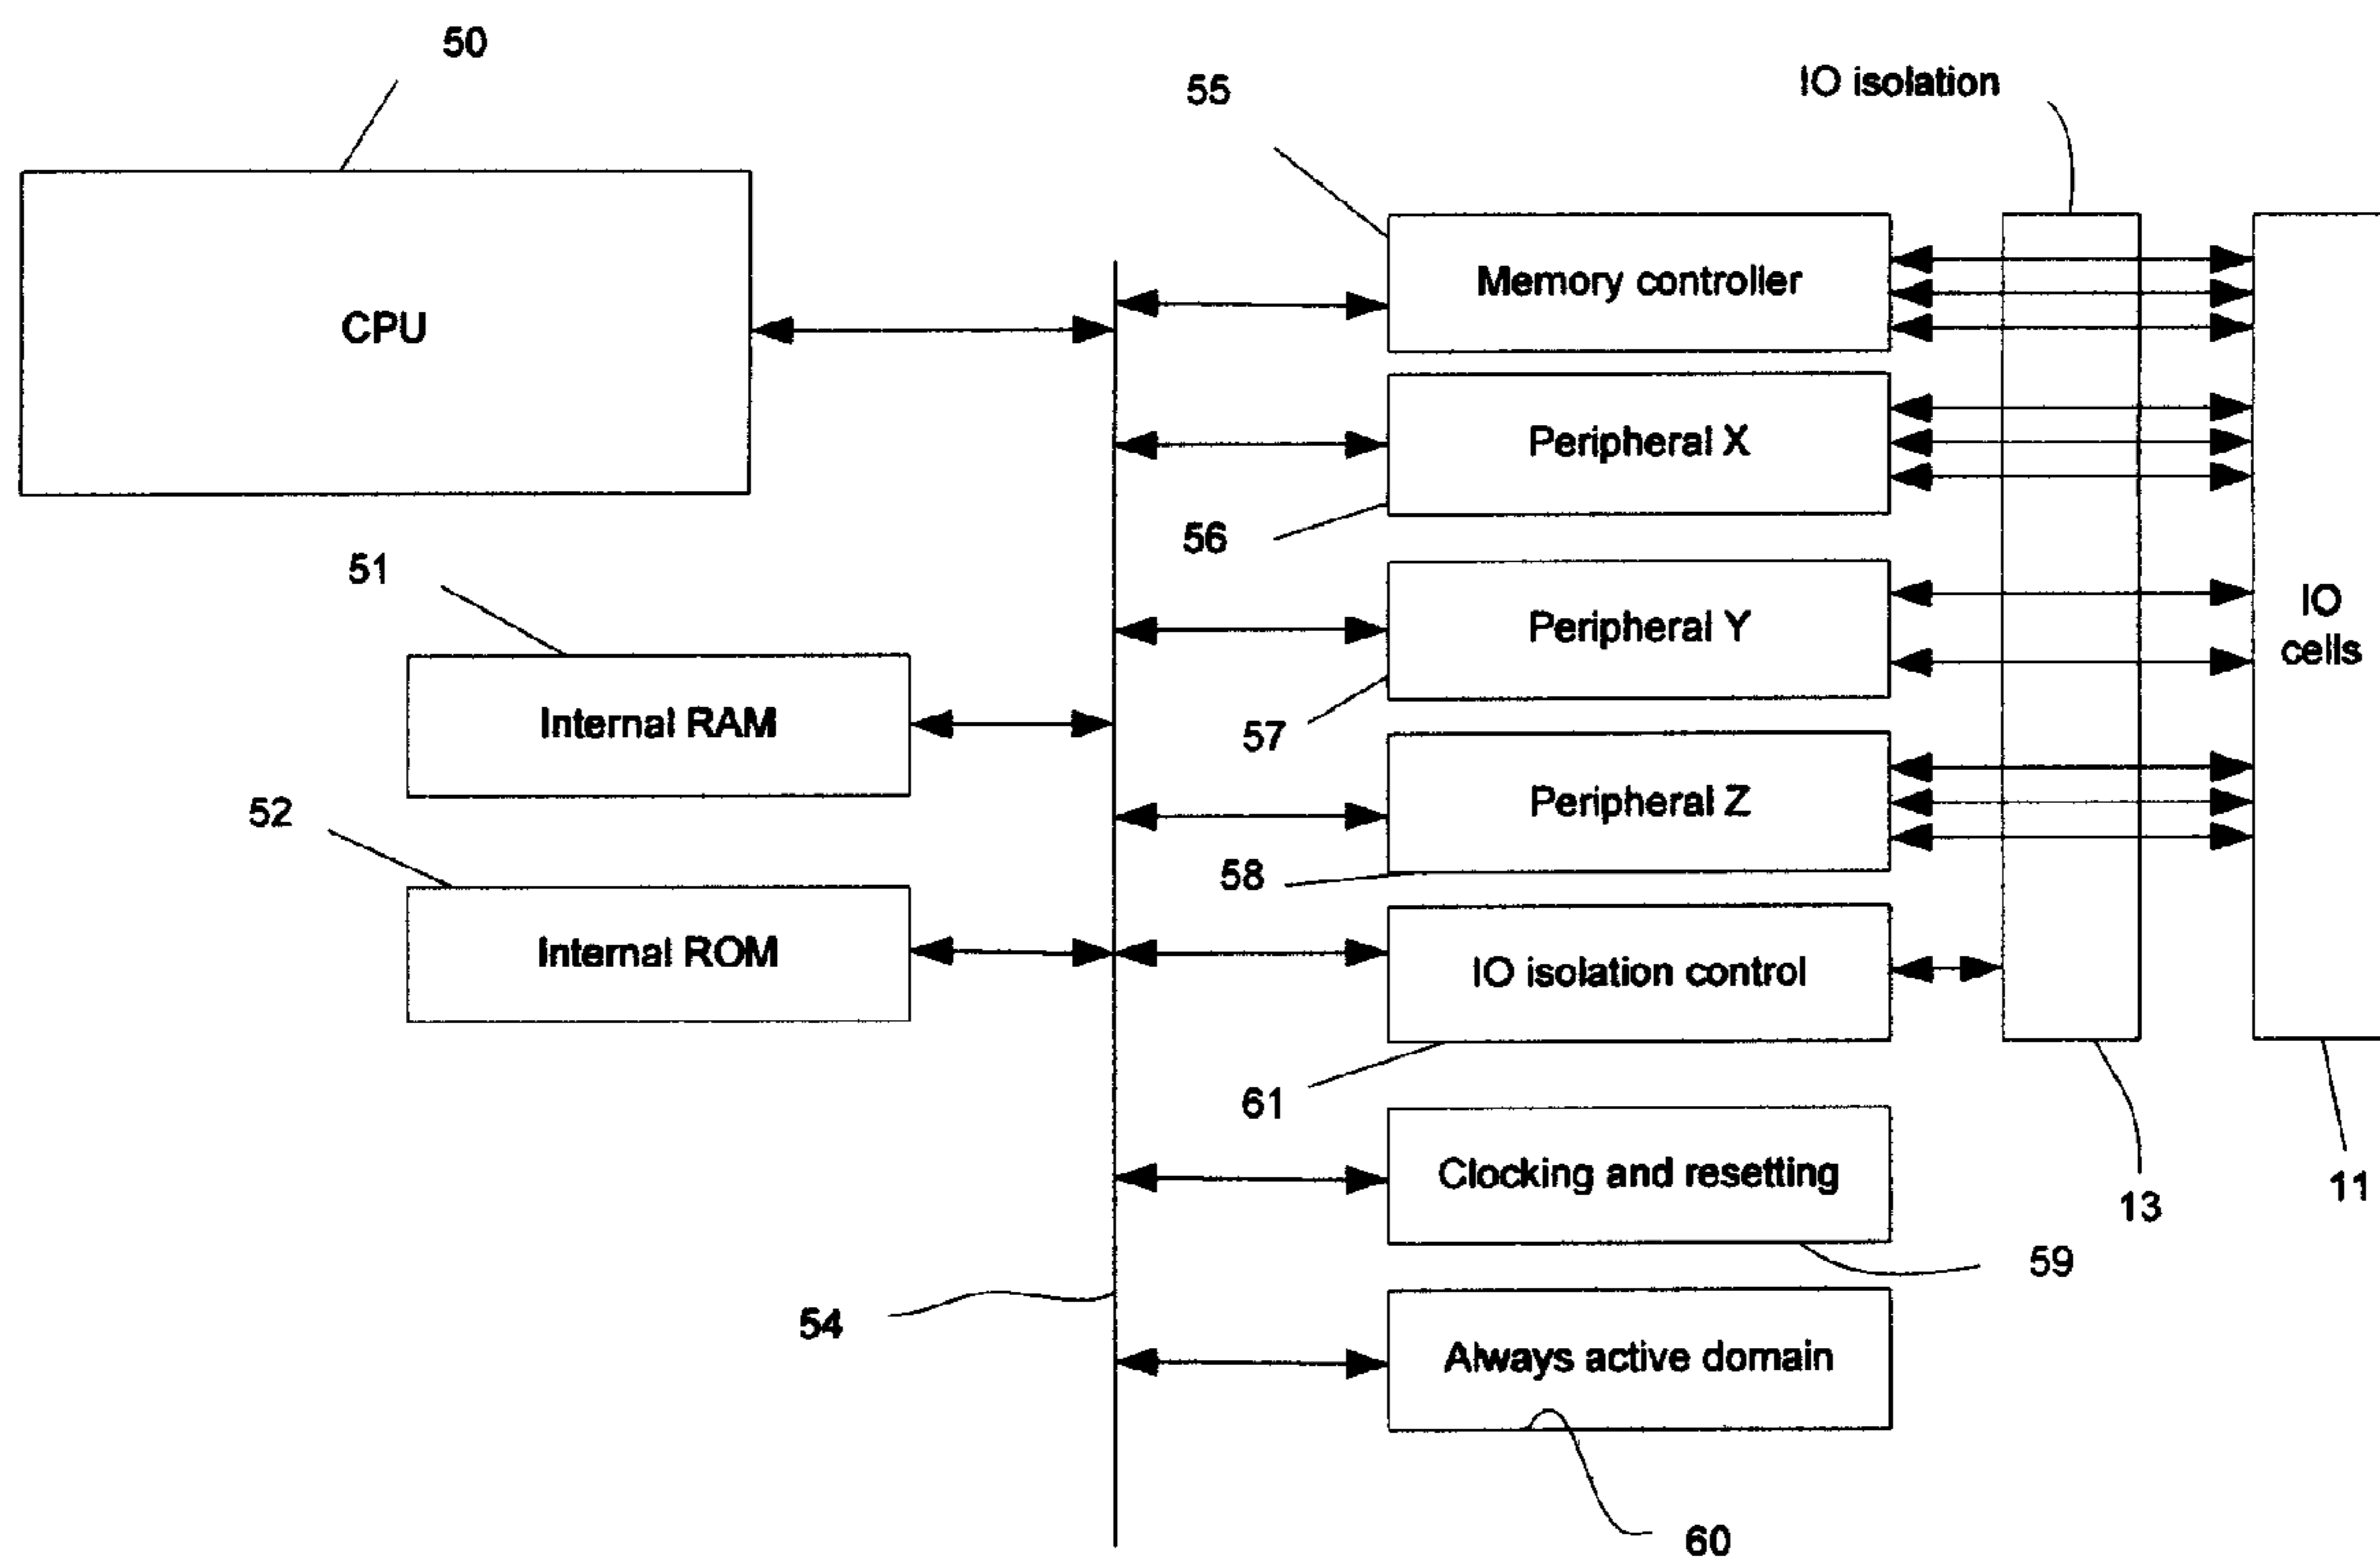 50
55
IO isolation
CPU
Memory controller
Peripheral X
56
51
Peripheral Y
IO
cells
57
Internal RAM
52
Peripheral Z
58
Internal ROM
IO isolation control
61
Clocking and resetting
13
11
59
54
Always active domain
60